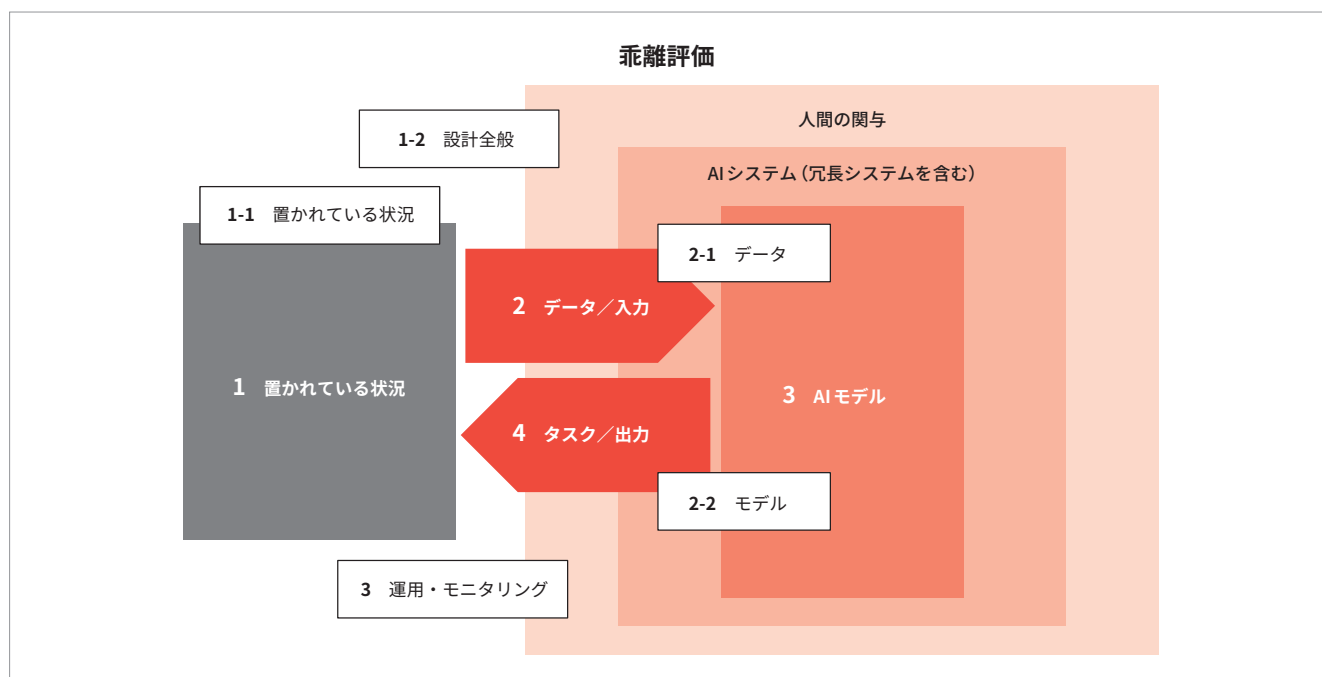 乖離評価
人間の関与
1-2 設計全般
AIシステム（冗長システムを含む）
1-1 置かれている状況
2-1 データ
2 データ／入力
1 置かれている状況
3 AIモデル
4 タスク／出力
2-2 モデル
3 運用・モニタリング